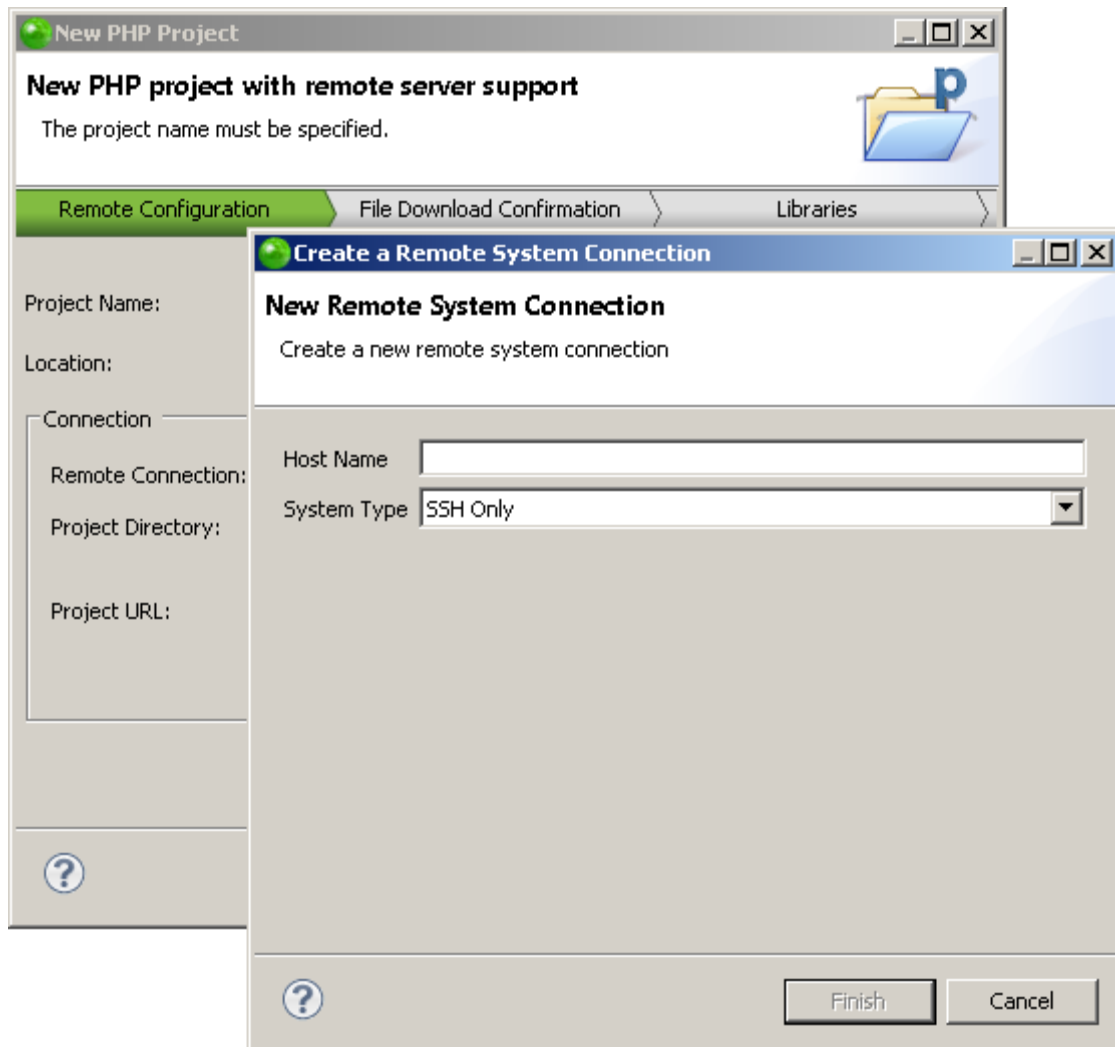 New PHP Project
New PHP project with remote server support
The project name must be specified.
Remote Configuration File Download Confirmation Libraries
Create a Remote System Connection
Project Name:
Location:
Connection
Remote Connection:
Project Directory:
Project URL:
New Remote System Connection
Create a new remote system connection
Host Name
System Type SSH Only
Finish Cancel